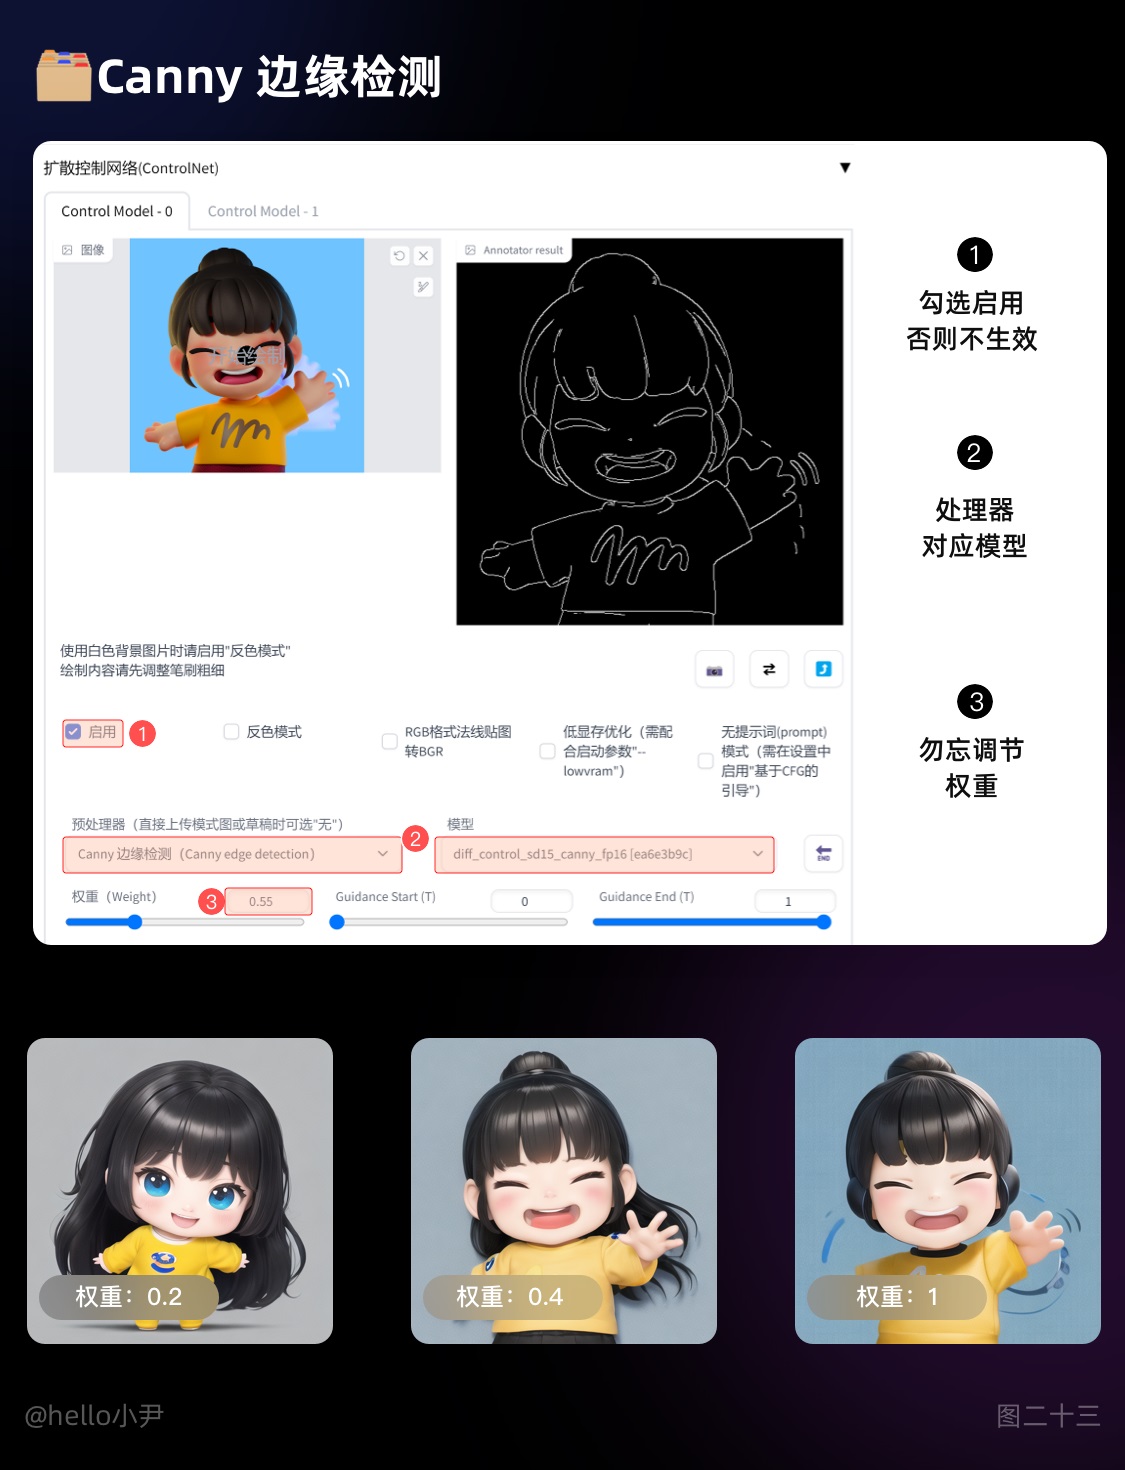 Canny 边缘检测
扩散控制网络(ControlNet)
▼
Control Model - 0
Control Model - 1
图像
Annotator result
1
勾选启用
否则不生效
2
处理器
对应模型
3
勿忘调节
权重
使用白色背景图片时请启用"反色模式"
绘制内容请先调整笔刷粗细
启用
1
反色模式
RGB格式法线贴图
转BGR
低显存优化（需配
合启动参数"--
lowvram"）
无提示词(prompt)
模式（需在设置中
启用"基于CFG的
引导"）
预处理器（直接上传模式图或草稿时可选"无"）
2
模型
Canny 边缘检测（Canny edge detection）
diff_control_sd15_canny_fp16 [ea6e3b9c]
END
权重（Weight）
3
0.55
Guidance Start (T)
0
Guidance End (T)
1
权重：0.2
权重：0.4
权重：1
@hello小尹
图二十三